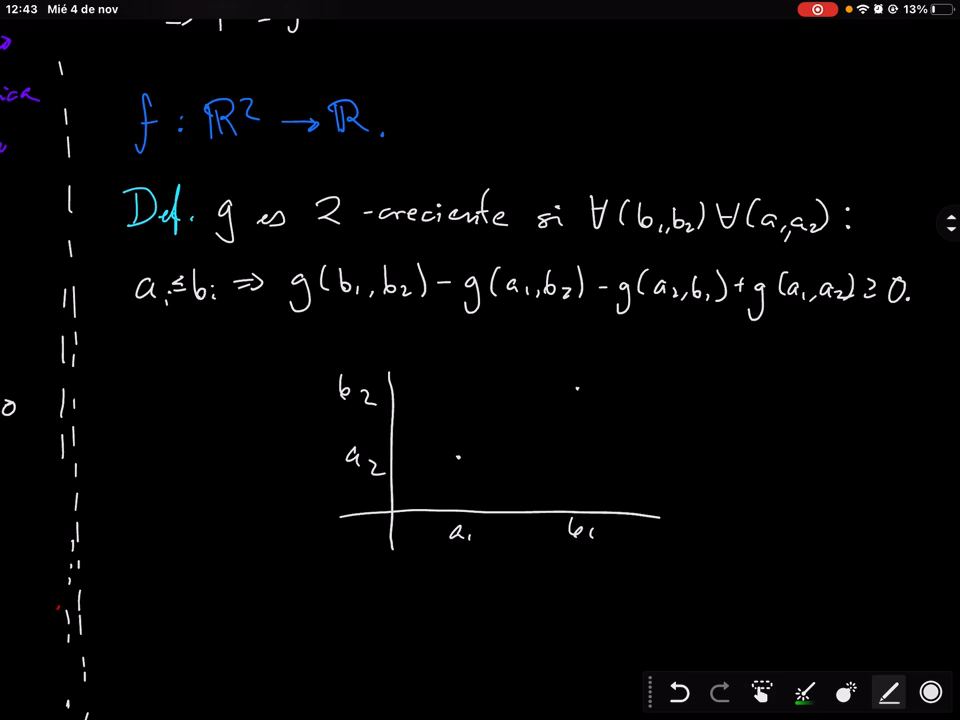 12:43 Mié 4 de nov 13%
f : ℝ² → ℝ.
Def. g es 2-creciente si ∀(b₁,b₂) ∀(a₁,a₂) :
aᵢ ≤ bᵢ ⇒ g(b₁,b₂) - g(a₁,b₂) - g(a₂,b₁) + g(a₁,a₂) ≥ 0.
b₂
a₂
a₁ b₁